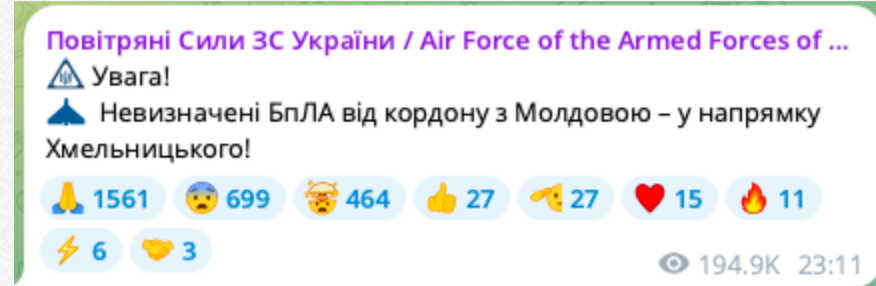 Повітряні Сили ЗС України / Air Force of the Armed Forces of ...
Увага!
Невизначені БпЛА від кордону з Молдовою – у напрямку
Хмельницького!
1561 699 464 27 27 15 11
6 3
194.9K 23:11